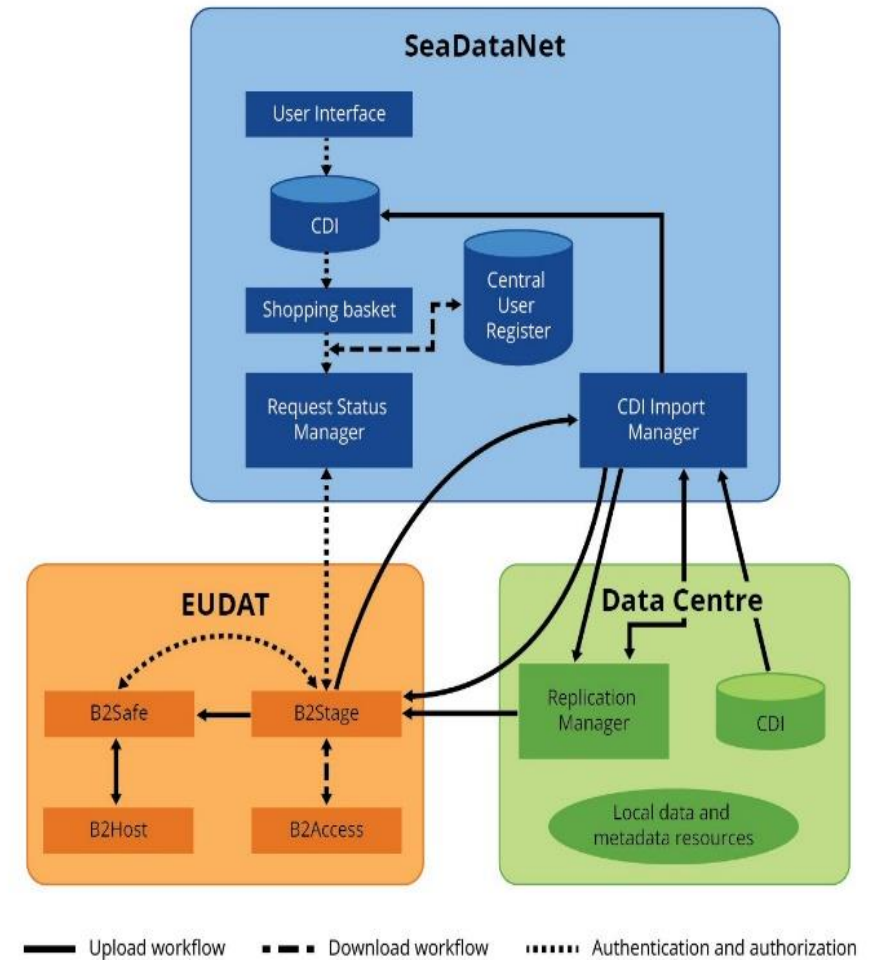 SeaDataNet
User Interface
CDI
Central
User
Register
Shopping basket
Request Status
Manager
CDI Import
Manager
EUDAT
B2Safe
B2Stage
B2Host
B2Access
Data Centre
Replication
Manager
CDI
Local data and
metadata resources
Upload workflow
Download workflow
Authentication and authorization